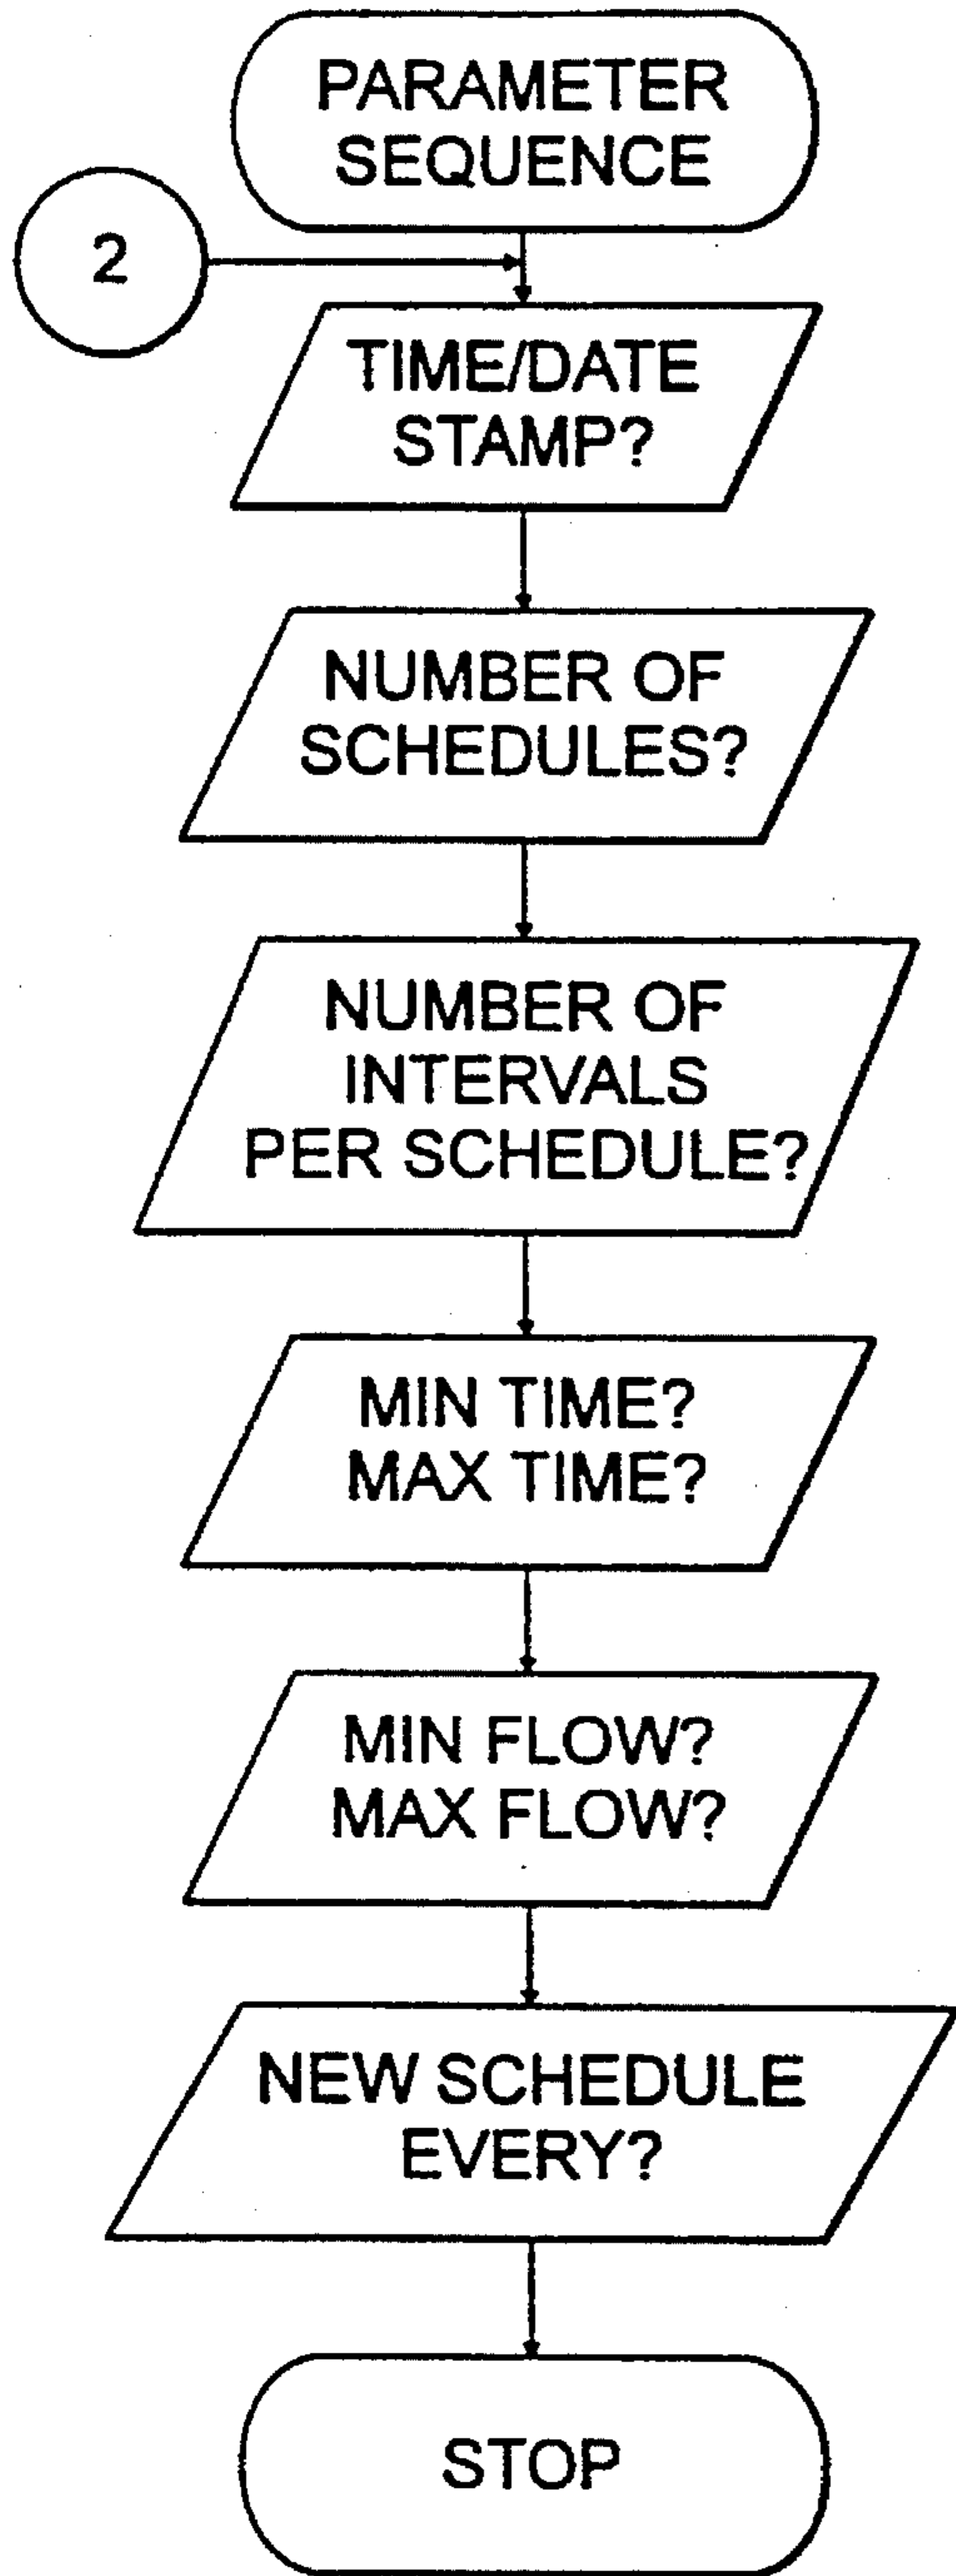 PARAMETER
SEQUENCE
2
TIME/DATE
STAMP?
NUMBER OF
SCHEDULES?
NUMBER OF
INTERVALS
PER SCHEDULE?
MIN TIME?
MAX TIME?
MIN FLOW?
MAX FLOW?
NEW SCHEDULE
EVERY?
STOP